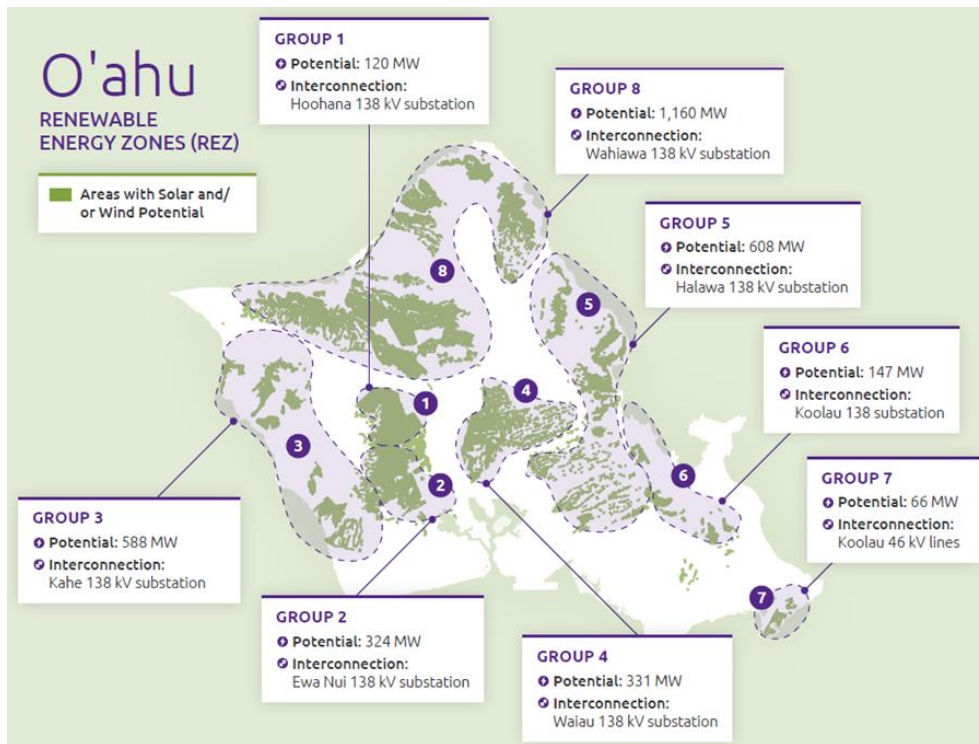 O'ahu
RENEWABLE
ENERGY ZONES (REZ)
Areas with Solar and/
or Wind Potential
GROUP 1
Potential: 120 MW
Interconnection:
Hoohana 138 kV substation
GROUP 8
Potential: 1,160 MW
Interconnection:
Wahiawa 138 kV substation
GROUP 5
Potential: 608 MW
Interconnection:
Halawa 138 kV substation
GROUP 6
Potential: 147 MW
Interconnection:
Koolau 138 substation
GROUP 7
Potential: 66 MW
Interconnection:
Koolau 46 kV lines
GROUP 3
Potential: 588 MW
Interconnection:
Kahe 138 kV substation
GROUP 2
Potential: 324 MW
Interconnection:
Ewa Nui 138 kV substation
GROUP 4
Potential: 331 MW
Interconnection:
Waiau 138 kV substation
8
5
4
1
3
6
2
7